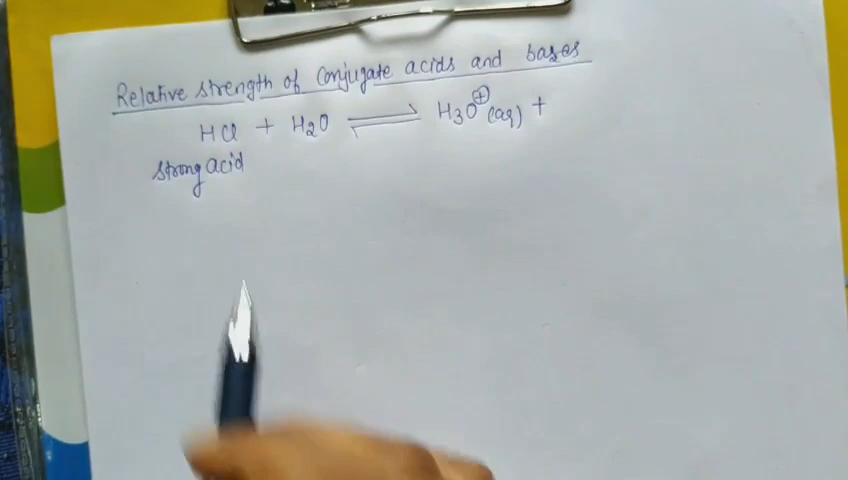 Relative strength of Conjugate acids and bases
HCl + H2O ⇌ H3O⊕(aq) +
strong acid